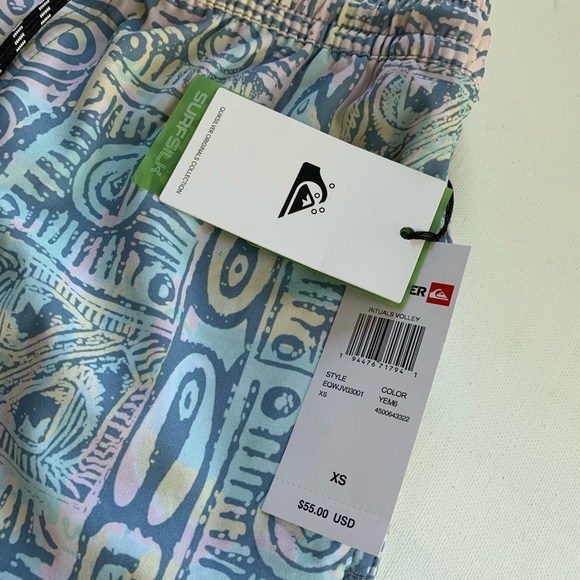 SURFSILK
QUIKSILVER ORIGINALS COLLECTION
ER
RITUALS VOLLEY
1 94476 71794 1
STYLE
EQWJV03001
XS
COLOR
YEM6
4500643322
XS
$55.00 USD